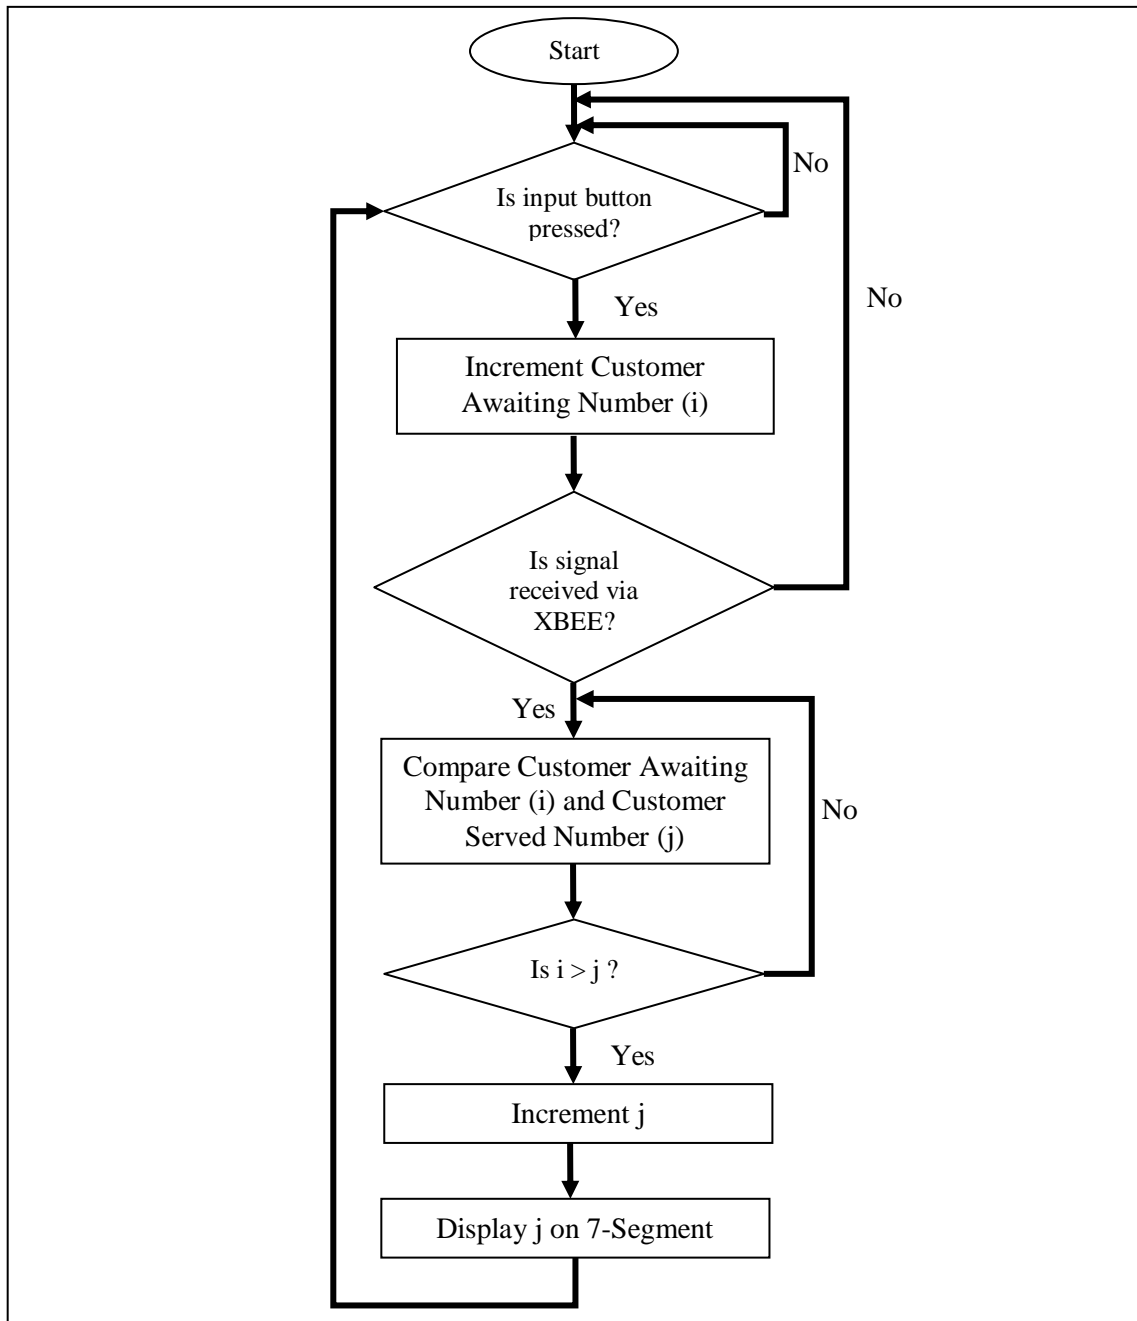 Start
No
Is input button
pressed?
Yes
No
Increment Customer
Awaiting Number (i)
Is signal
received via
XBEE?
Yes
Compare Customer Awaiting
Number (i) and Customer
Served Number (j)
No
Is i > j ?
Yes
Increment j
Display j on 7-Segment